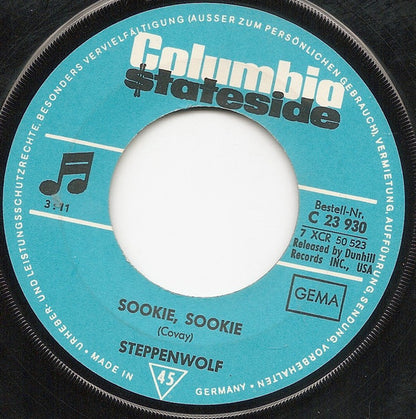 URHEBER- UND LEISTUNGSSCHUTZRECHTE, BESONDERS VERVIELFÄLTIGUNG (AUSSER ZUM PERSÖNLICHEN GEBRAUCH), VERMIETUNG, AUFFÜHRUNG, SENDUNG, VORBEHALTEN
Columbia
$tateside
3:11
Bestell-Nr.
C 23 930
7 XCR 50 523
Released by Dunhill
Records INC., USA
GEMA
SOOKIE, SOOKIE
(Covay)
STEPPENWOLF
45
MADE IN GERMANY